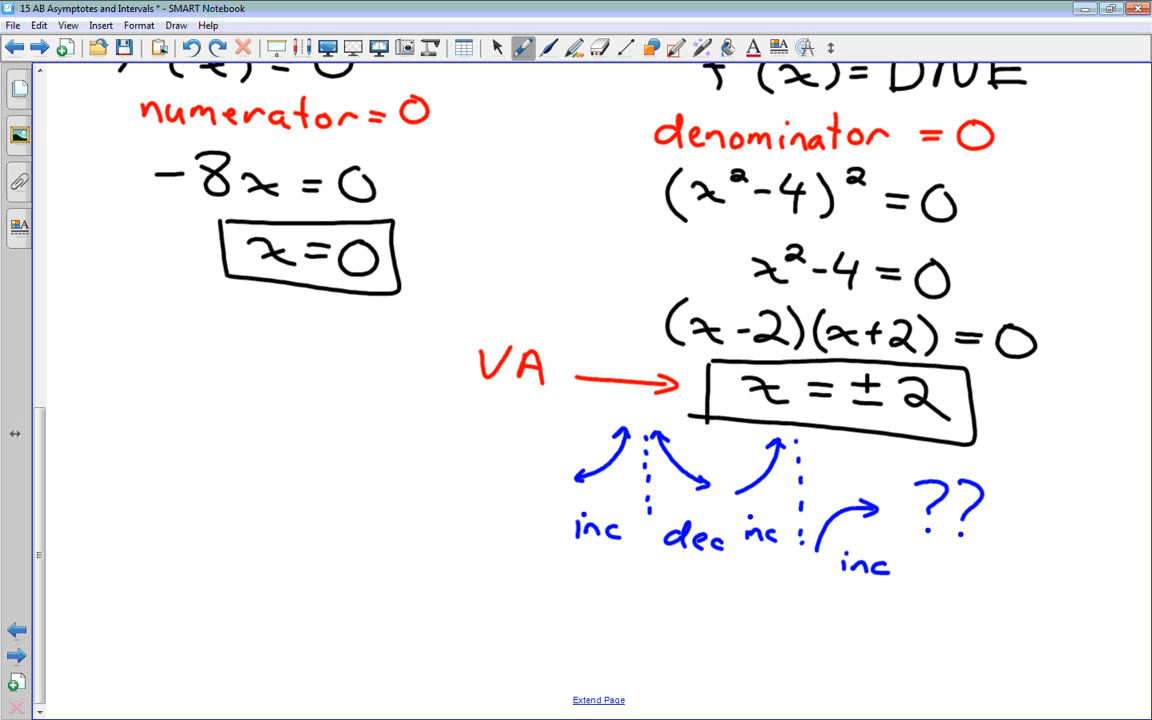 15 AB Asymptotes and Intervals * - SMART Notebook
File Edit View Insert Format Draw Help
numerator = 0
-8x = 0
x = 0
(x) = DNE
denominator = 0
(x² - 4)² = 0
x² - 4 = 0
(x - 2)(x + 2) = 0
VA
x = ± 2
inc dec inc inc ??
Extend Page